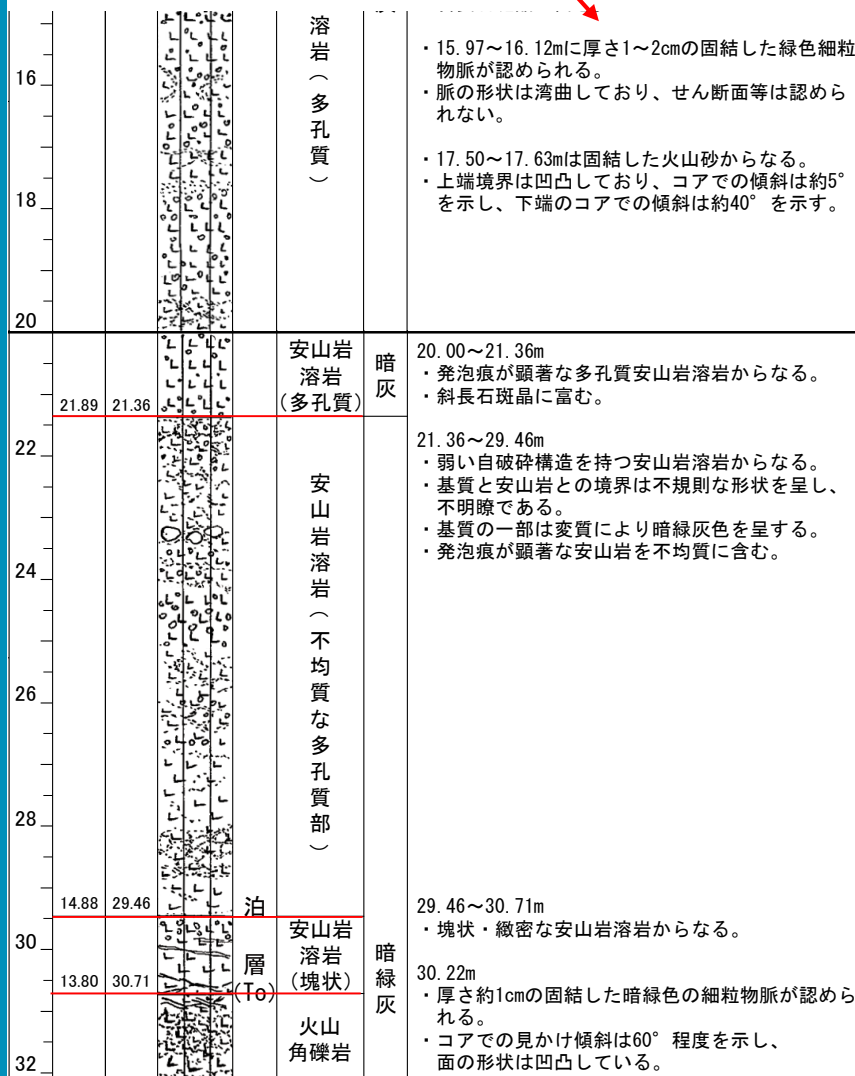 溶岩（多孔質）
・15.97～16.12mに厚さ1～2cmの固結した緑色細粒
物脈が認められる。
・脈の形状は湾曲しており、せん断面等は認めら
れない。
16
・17.50～17.63mは固結した火山砂からなる。
・上端境界は凹凸しており、コアでの傾斜は約5°
を示し、下端のコアでの傾斜は約40°を示す。
18
20
安山岩
溶岩
(多孔質)
暗灰
21.89 21.36
20.00～21.36m
・発泡痕が顕著な多孔質安山岩溶岩からなる。
・斜長石斑晶に富む。
22
安山岩溶岩（不均質な多孔質部）
21.36～29.46m
・弱い自破砕構造を持つ安山岩溶岩からなる。
・基質と安山岩との境界は不規則な形状を呈し、
不明瞭である。
・基質の一部は変質により暗緑灰色を呈する。
・発泡痕が顕著な安山岩を不均質に含む。
24
26
28
14.88 29.46
泊層
(To)
暗緑灰
29.46～30.71m
・塊状・緻密な安山岩溶岩からなる。
30
安山岩
溶岩
(塊状)
13.80 30.71
30.22m
・厚さ約1cmの固結した暗緑色の細粒物脈が認めら
れる。
・コアでの見かけ傾斜は60°程度を示し、
面の形状は凹凸している。
火山
角礫岩
32